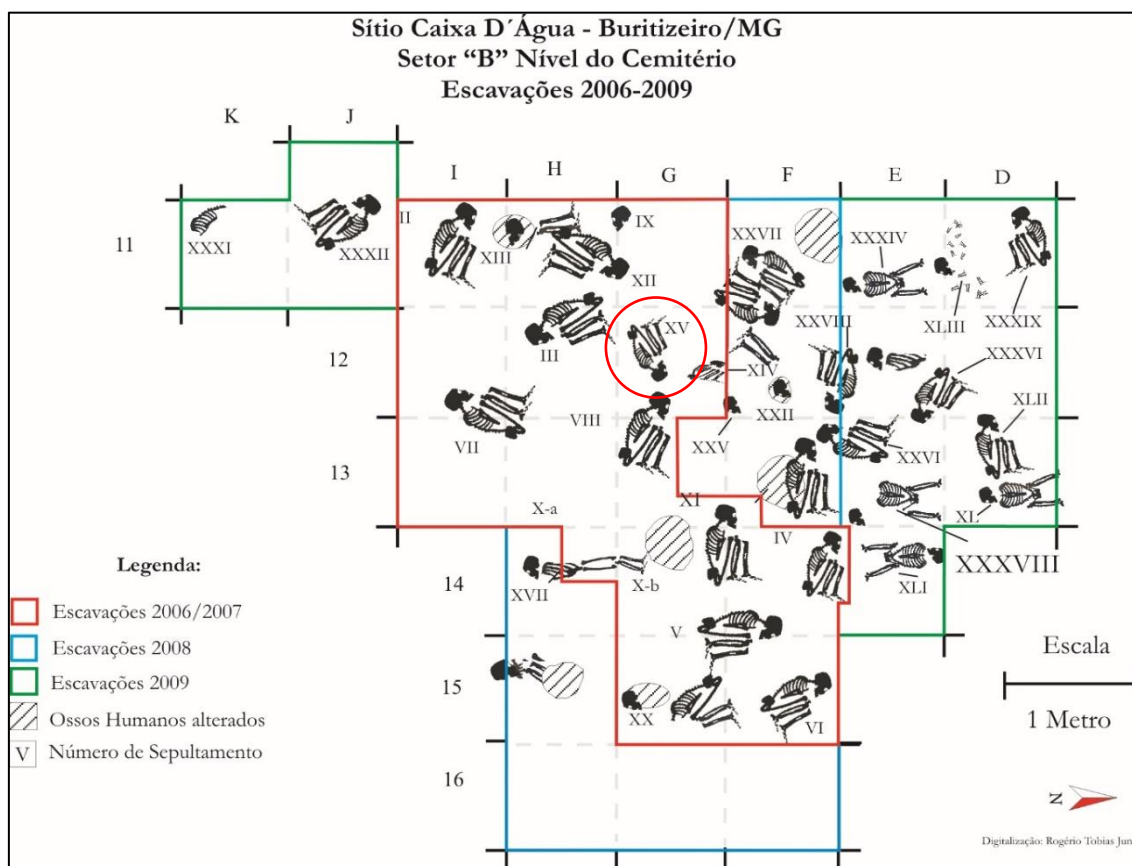 Sítio Caixa D´Água - Buritizeiro/MG
Setor “B” Nível do Cemitério
Escavações 2006-2009
K
J
I
H
G
F
E
D
11
XXXI
XXXII
II
XIII
IX
XII
XXVII
XXXIV
XLIII
XXXIX
12
III
XV
XIV
XXVIII
XXII
XXXVI
XLII
VII
VIII
XXV
XXVI
13
X-a
XI
IV
XL
XXXVIII
14
XVII
X-b
XLI
V
15
XX
VI
16
Legenda:
Escavações 2006/2007
Escavações 2008
Escavações 2009
Ossos Humanos alterados
V Número de Sepultamento
Escala
1 Metro
N
Digitalização: Rogério Tobias Jun